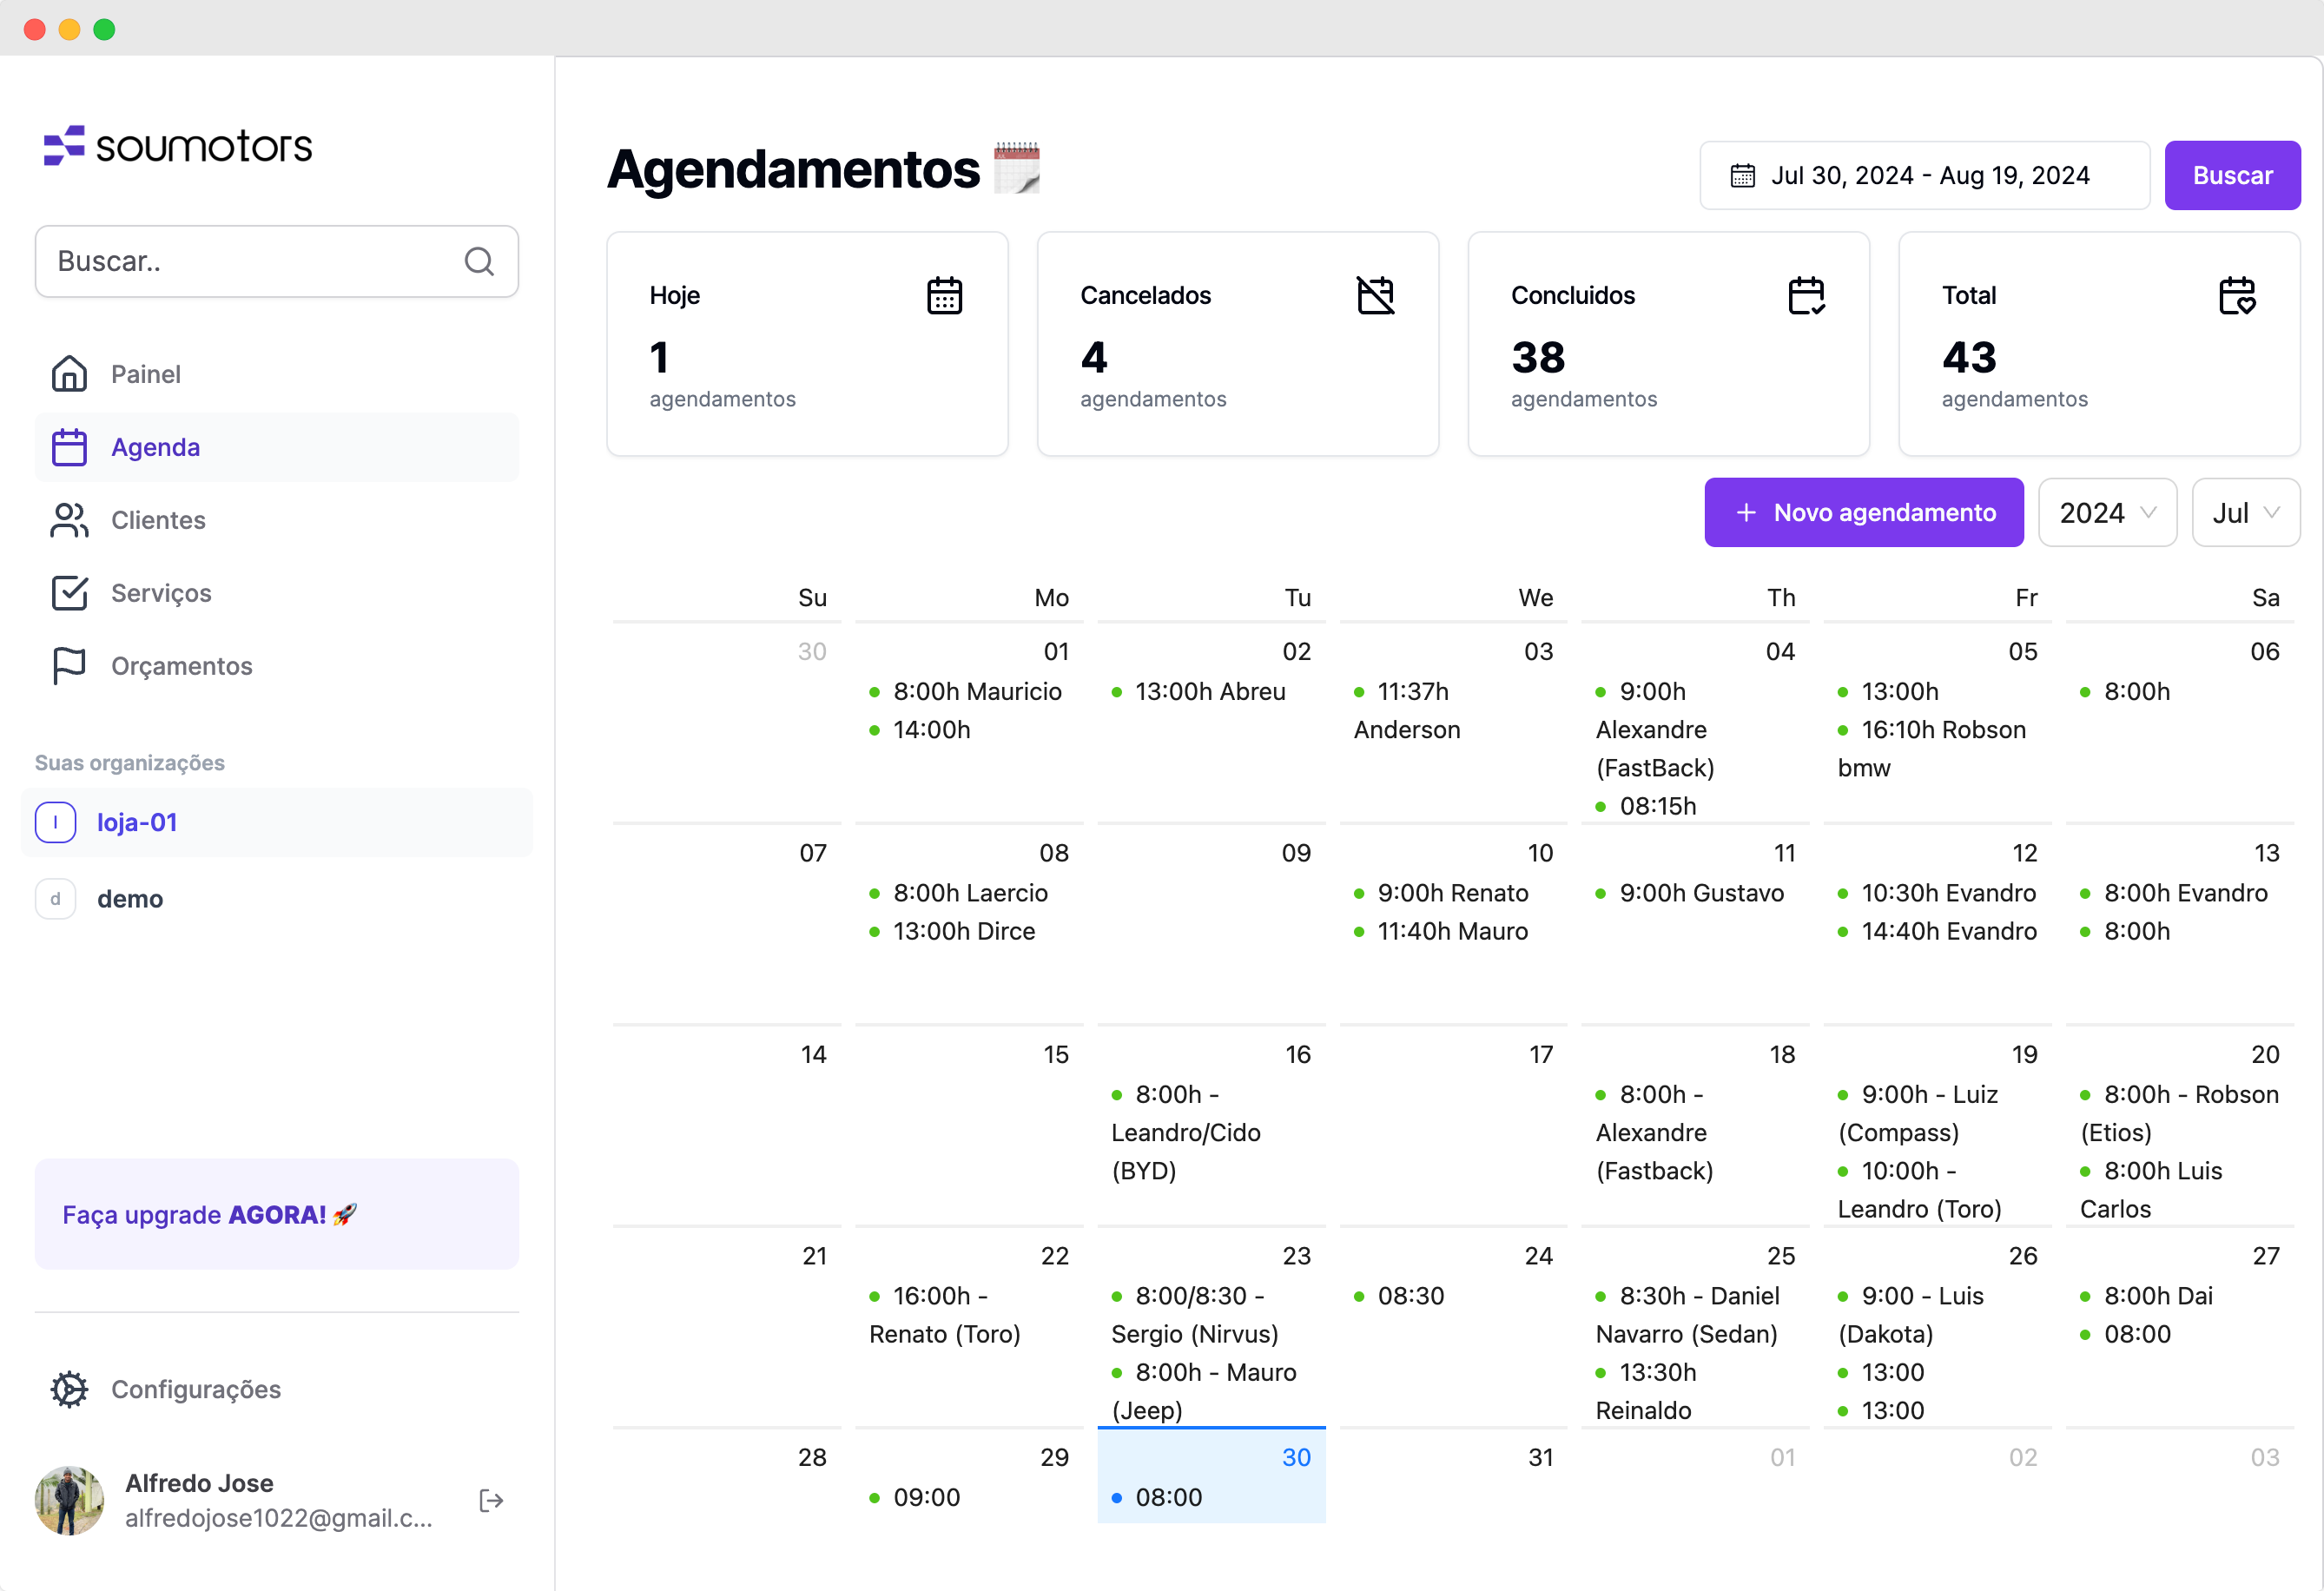 soumotors
Buscar..
Painel
Agenda
Clientes
Serviços
Orçamentos
Suas organizações
l loja-01
d demo
Faça upgrade AGORA! 🚀
Configurações
Alfredo Jose
alfredojose1022@gmail.c...
Agendamentos
Jul 30, 2024 - Aug 19, 2024
Buscar
Hoje
1
agendamentos
Cancelados
4
agendamentos
Concluidos
38
agendamentos
Total
43
agendamentos
+ Novo agendamento
2024
Jul
Su Mo Tu We Th Fr Sa
30
01
8:00h Mauricio
14:00h
02
13:00h Abreu
03
11:37h
Anderson
04
9:00h
Alexandre
(FastBack)
08:15h
05
13:00h
16:10h Robson
bmw
06
8:00h
07
08
8:00h Laercio
13:00h Dirce
09
10
9:00h Renato
11:40h Mauro
11
9:00h Gustavo
12
10:30h Evandro
14:40h Evandro
13
8:00h Evandro
8:00h
14
15
16
8:00h -
Leandro/Cido
(BYD)
17
18
8:00h -
Alexandre
(Fastback)
19
9:00h - Luiz
(Compass)
10:00h -
Leandro (Toro)
20
8:00h - Robson
(Etios)
8:00h Luis
Carlos
21
22
16:00h -
Renato (Toro)
23
8:00/8:30 -
Sergio (Nirvus)
8:00h - Mauro
(Jeep)
24
08:30
25
8:30h - Daniel
Navarro (Sedan)
13:30h
Reinaldo
26
9:00 - Luis
(Dakota)
13:00
13:00
27
8:00h Dai
08:00
28
29
09:00
30
08:00
31
01
02
03